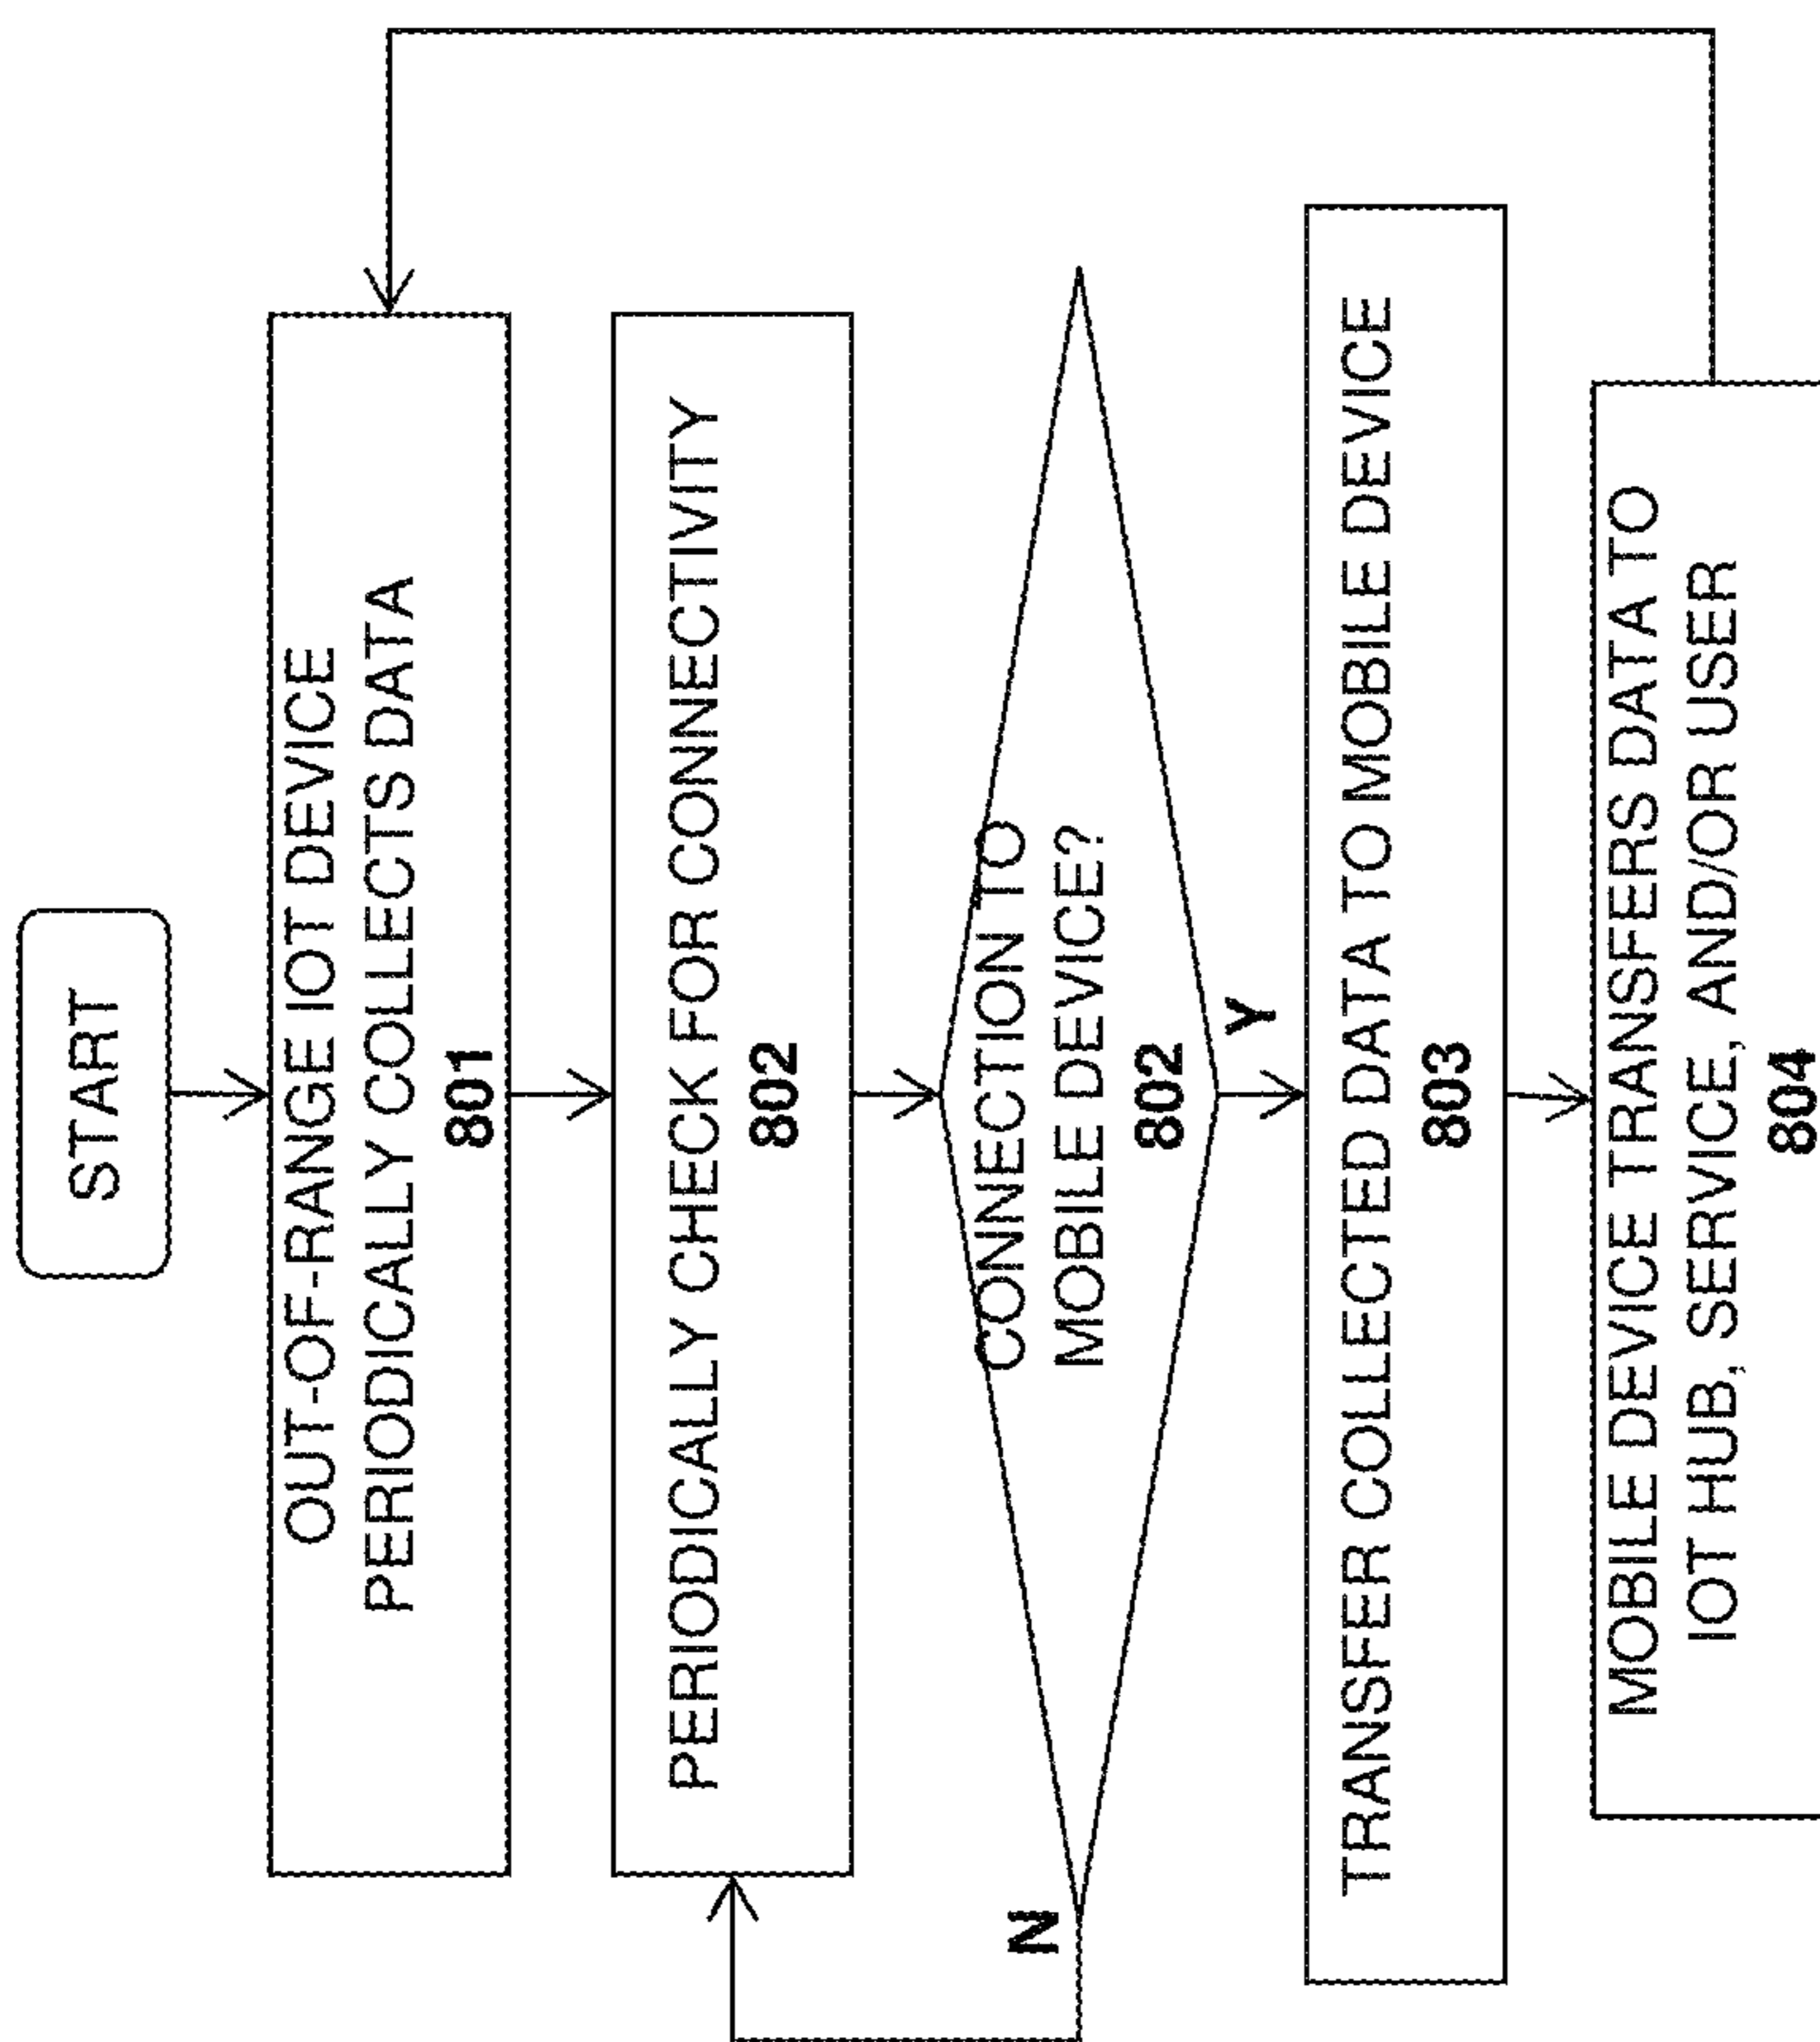 START
OUT-OF-RANGE IOT DEVICE
PERIODICALLY COLLECTS DATA
801
PERIODICALLY CHECK FOR CONNECTIVITY
802
CONNECTION TO
MOBILE DEVICE?
802
N
Y
TRANSFER COLLECTED DATA TO MOBILE DEVICE
803
MOBILE DEVICE TRANSFERS DATA TO
IOT HUB, SERVICE, AND/OR USER
804